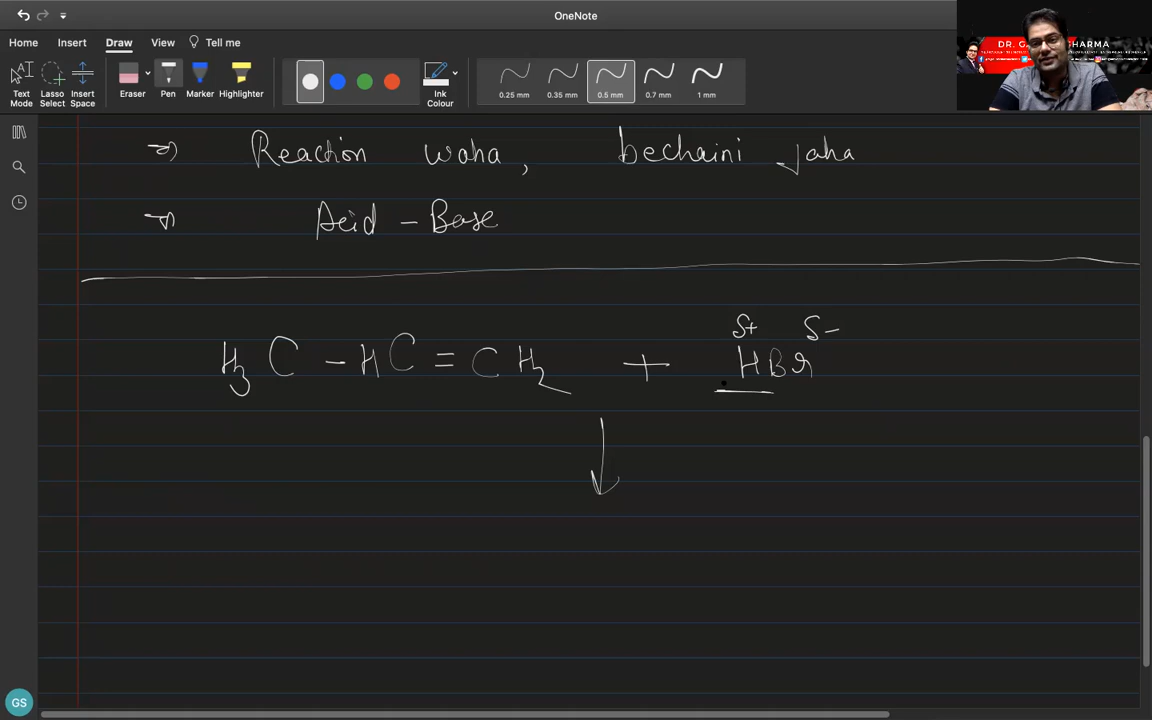 OneNote
Home Insert Draw View Tell me
Text Mode Lasso Select Insert Space Eraser Pen Marker Highlighter 0.25 mm 0.35 mm 0.5 mm 0.7 mm 1 mm Ink Colour
⇒ Reaction waha, bechaini jaha
⇒ Acid - Base
δ+ δ-
H3C - HC = CH2 + HBr
↓
GS
DR. G
HARMA